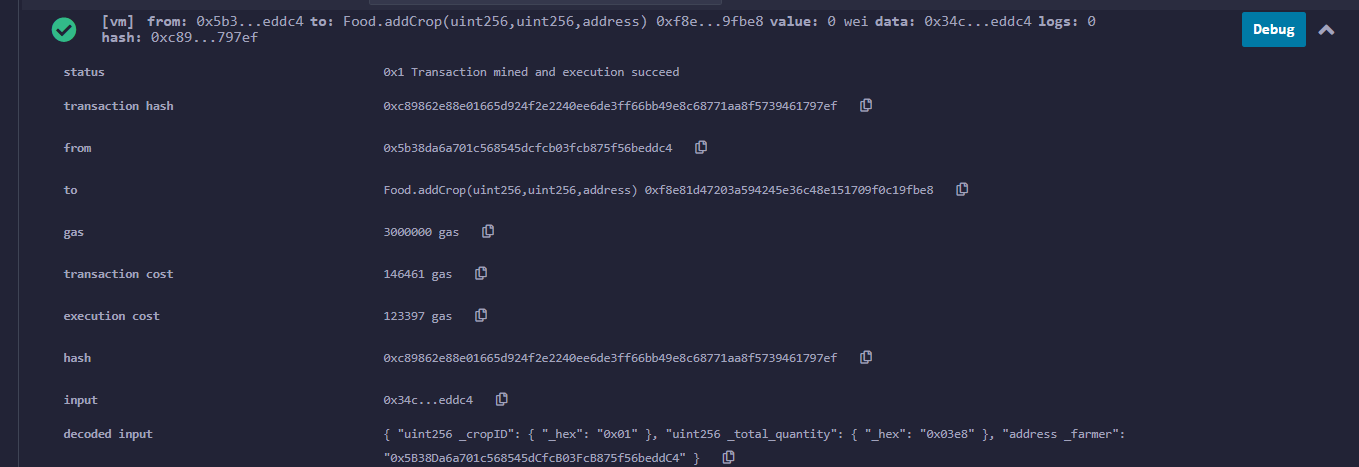 [vm] from: 0x5b3...eddc4 to: Food.addCrop(uint256,uint256,address) 0xf8e...9fbe8 value: 0 wei data: 0x34c...eddc4 logs: 0
hash: 0xc89...797ef
Debug
status 0x1 Transaction mined and execution succeed
transaction hash 0xc89862e88e01665d924f2e2240ee6de3ff66bb49e8c68771aa8f5739461797ef
from 0x5b38da6a701c568545dcfcb03fcb875f56beddc4
to Food.addCrop(uint256,uint256,address) 0xf8e81d47203a594245e36c48e151709f0c19fbe8
gas 3000000 gas
transaction cost 146461 gas
execution cost 123397 gas
hash 0xc89862e88e01665d924f2e2240ee6de3ff66bb49e8c68771aa8f5739461797ef
input 0x34c...eddc4
decoded input { "uint256 _cropID": { "_hex": "0x01" }, "uint256 _total_quantity": { "_hex": "0x03e8" }, "address _farmer":
"0x5B38Da6a701c568545dCfcB03FcB875f56beddC4" }